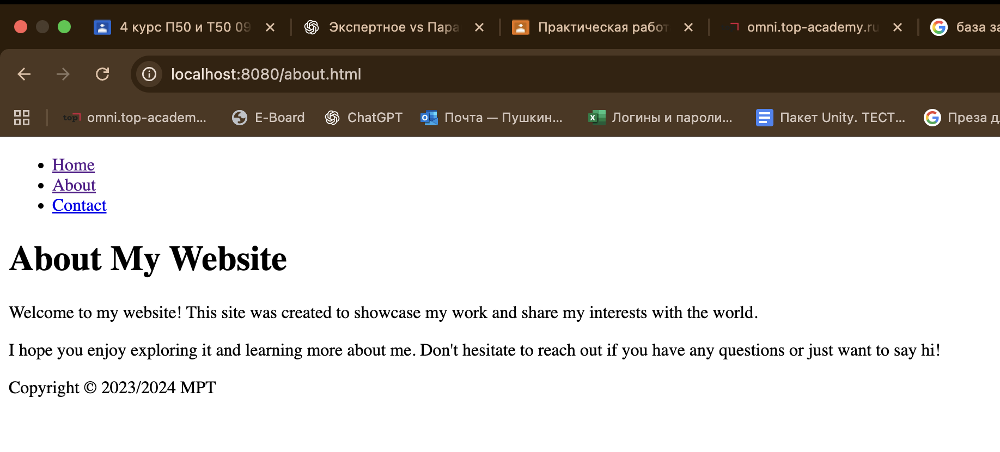 4 курс П50 и Т50 09
Экспертное vs Пара
Практическая работ
omni.top-academy.ru
база за
localhost:8080/about.html
top omni.top-academ...
E-Board
ChatGPT
Почта — Пушкин...
Логины и пароли...
Пакет Unity. ТЕСТ...
Преза д
Home
About
Contact
About My Website
Welcome to my website! This site was created to showcase my work and share my interests with the world.
I hope you enjoy exploring it and learning more about me. Don't hesitate to reach out if you have any questions or just want to say hi!
Copyright © 2023/2024 MPT